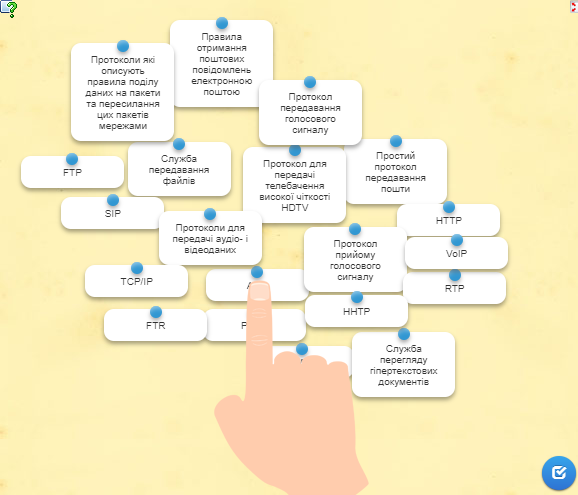 Правила
отримання
поштових
повідомлень
електронною
поштою
Протоколи які
описують
правила поділу
даних на пакети
та пересилання
цих пакетів
мережами
Протокол
передавання
голосового
сигналу
FTP
Служба
передавання
файлів
Протокол для
передачі
телебачення
високої чіткості
HDTV
Простий
протокол
передавання
пошти
SIP
Протоколи для
передачі аудіо- і
відеоданих
HTTP
Протокол
прийому
голосового
сигналу
VoIP
TCP/IP
RTP
HHTP
FTR
Служба
перегляду
гіпертекстових
документів